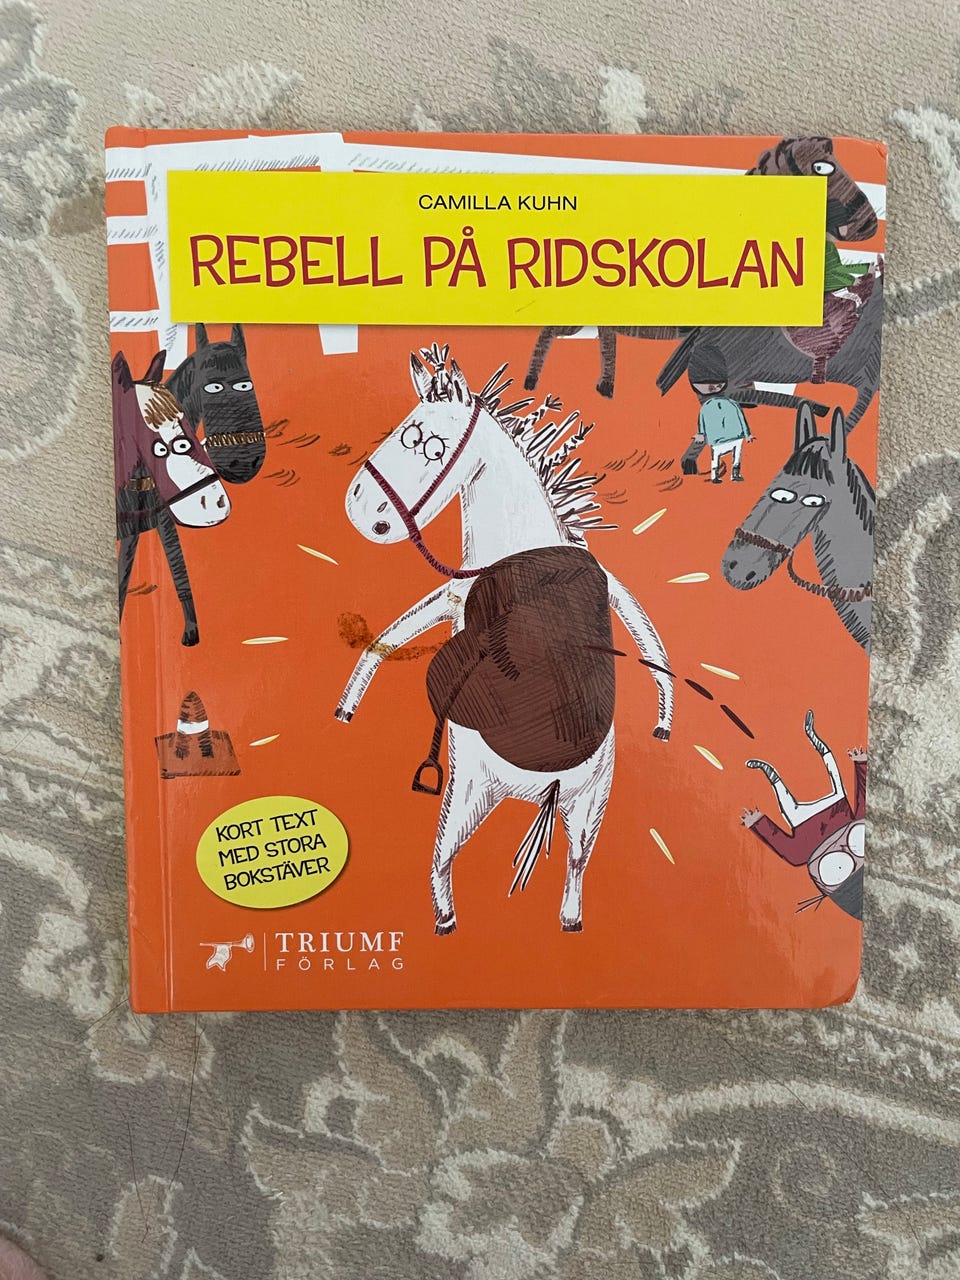 CAMILLA KUHN
REBELL PÅ RIDSKOLAN
KORT TEXT
MED STORA
BOKSTÄVER
TRIUMF
FÖRLAG